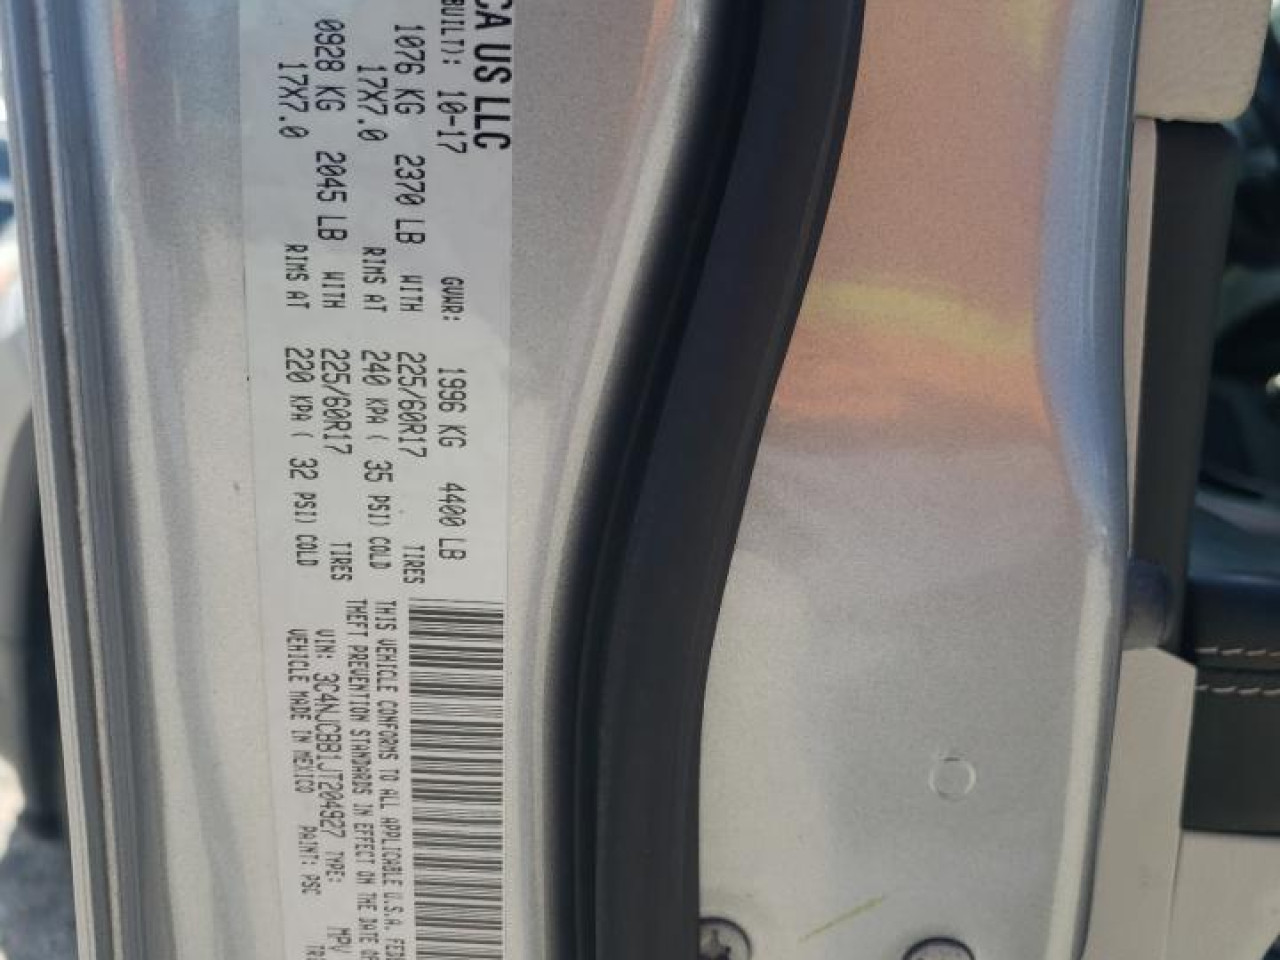 CA US LLC
BUILT): 10-17 GVWR: 1996 KG 4400 LB
1076 KG 2370 LB WITH 225/60R17 TIRES
17X7.0 RIMS AT 240 KPA ( 35 PSI) COLD
0928 KG 2045 LB WITH 225/60R17 TIRES
17X7.0 RIMS AT 220 KPA ( 32 PSI) COLD
THIS VEHICLE CONFORMS TO ALL APPLICABLE U.S.A. FEDE
THEFT PREVENTION STANDARDS IN EFFECT ON THE DATE OF
VIN: 3C4NJCBB1JT204927 TYPE: MPV
VEHICLE MADE IN MEXICO PAINT: PSC